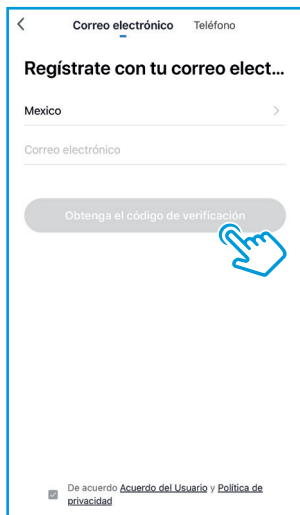 Correo electrónico Teléfono
Regístrate con tu correo elect...
Mexico
Correo electrónico
Obtenga el código de verificación
De acuerdo Acuerdo del Usuario y Política de
privacidad